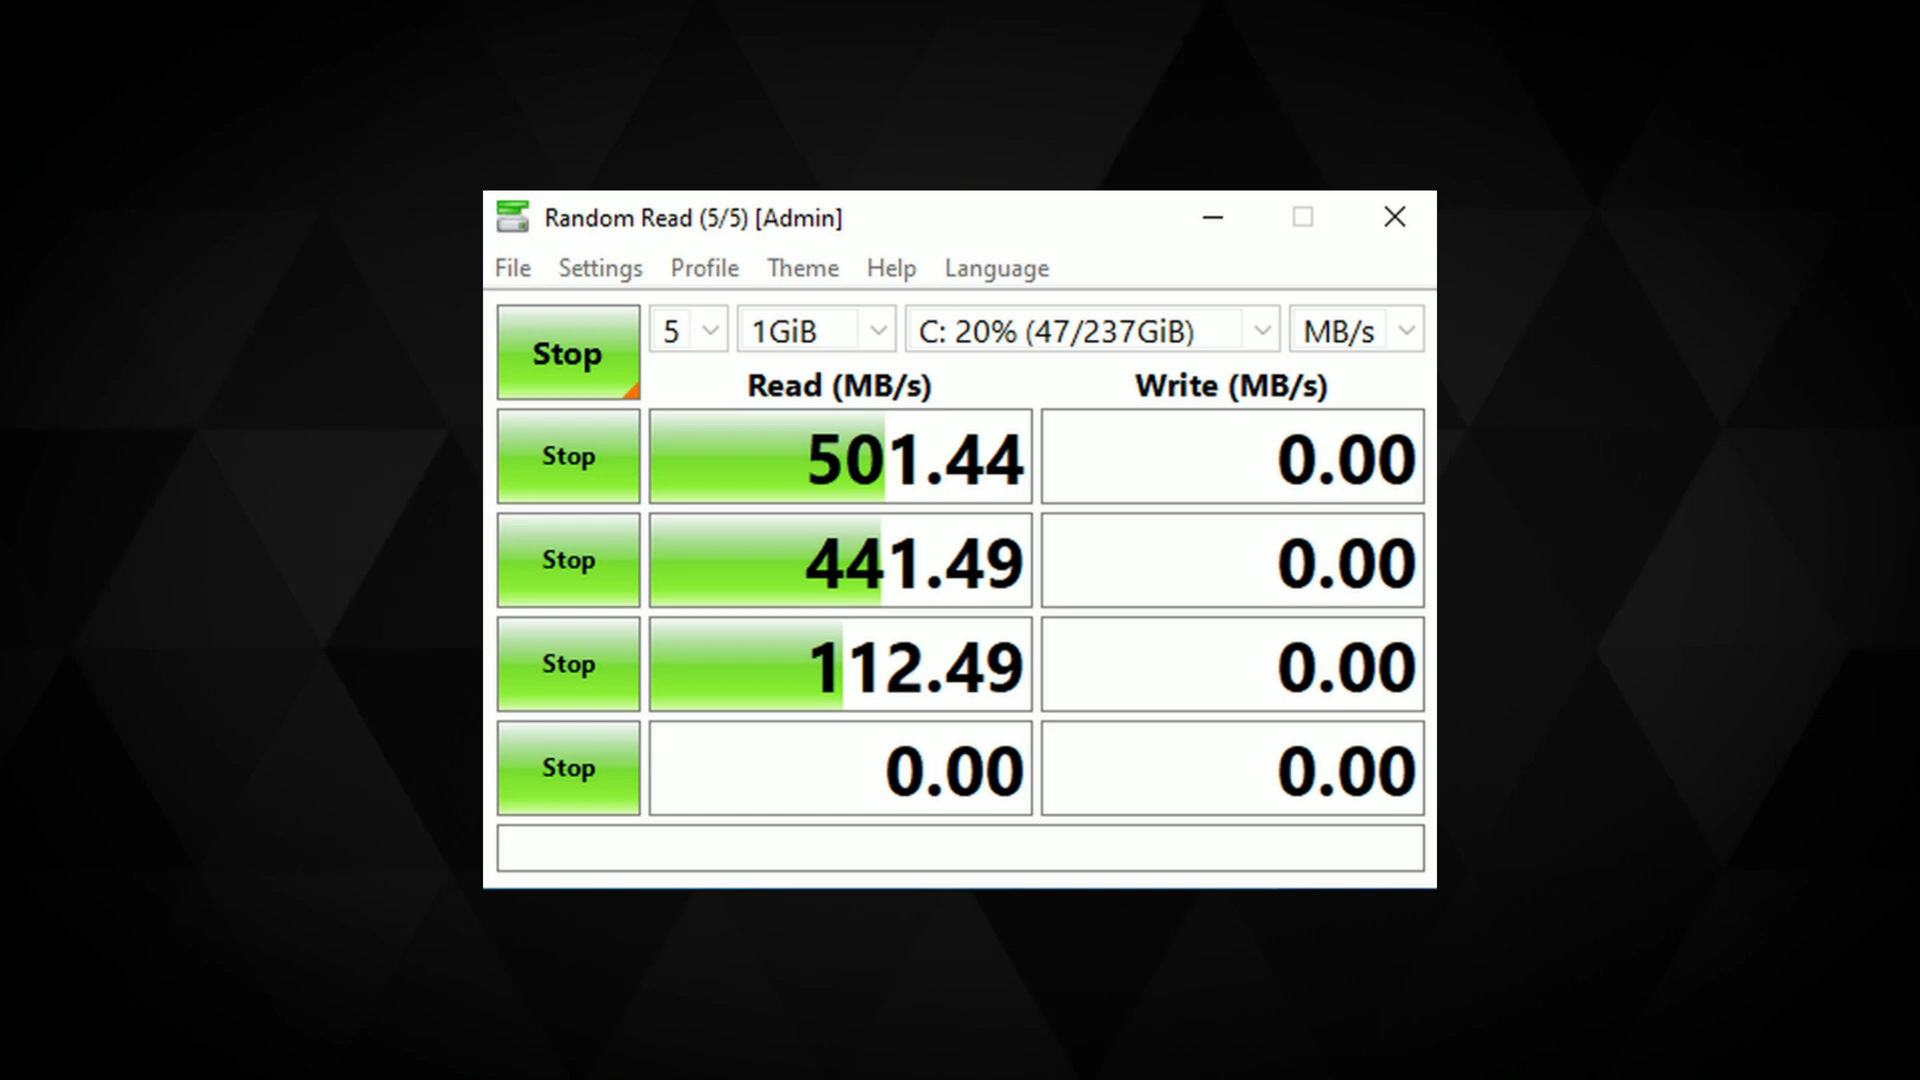 Random Read (5/5) [Admin]
File Settings Profile Theme Help Language
Stop 5 1GiB C: 20% (47/237GiB) MB/s
Read (MB/s) Write (MB/s)
Stop 501.44 0.00
Stop 441.49 0.00
Stop 112.49 0.00
Stop 0.00 0.00